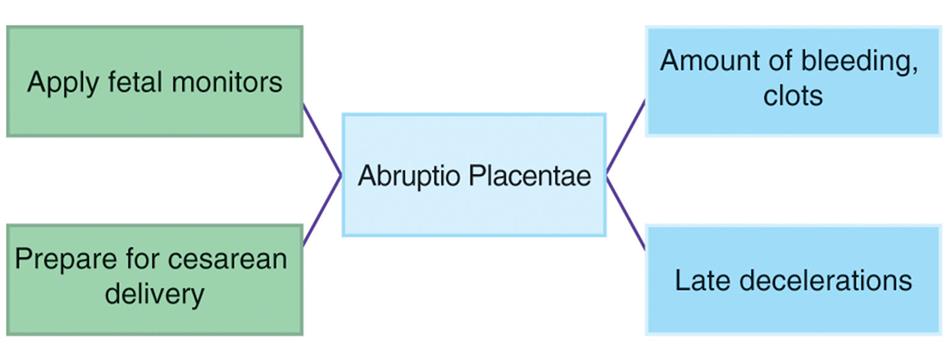 Apply fetal monitors
Prepare for cesarean
delivery
Abruptio Placentae
Amount of bleeding,
clots
Late decelerations